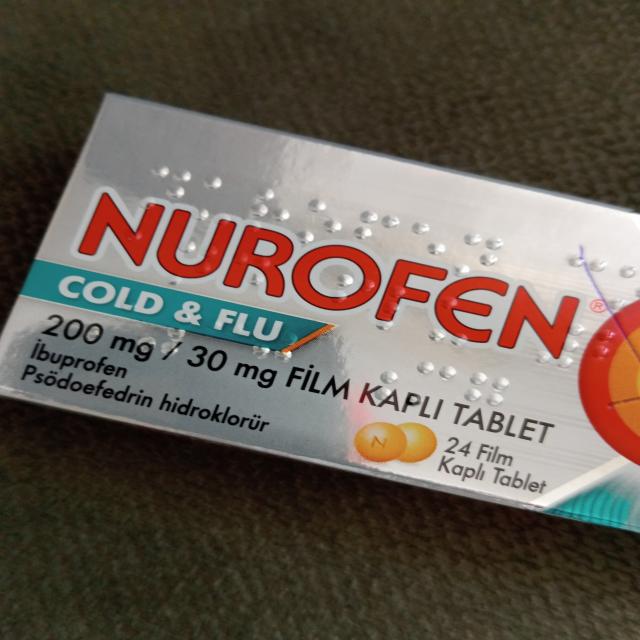 NUROFEN®
COLD & FLU
200 mg / 30 mg FİLM KAPLI TABLET
İbuprofen
Psödoefedrin hidroklorür
N
24 Film
Kaplı Tablet